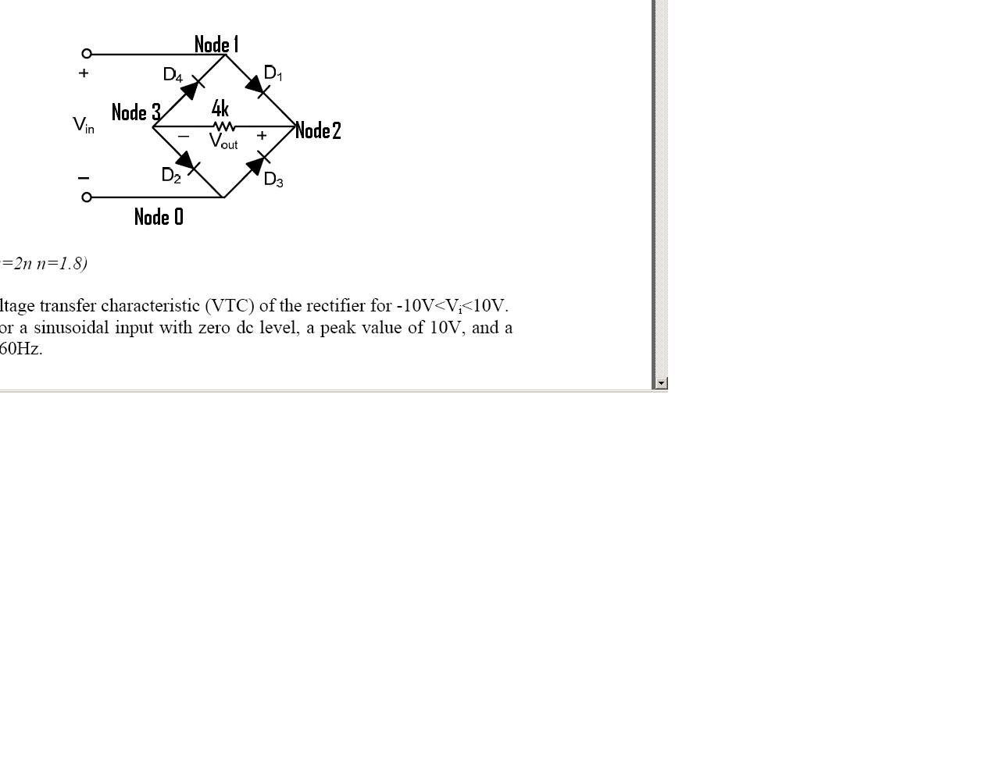 Node 1
+
D4
D1
Node 3
4k
Vin
Node 2
− Vout +
D2
D3
−
Node 0
=2n n=1.8)
ltage transfer characteristic (VTC) of the rectifier for -10V<Vi<10V.
or a sinusoidal input with zero dc level, a peak value of 10V, and a
60Hz.